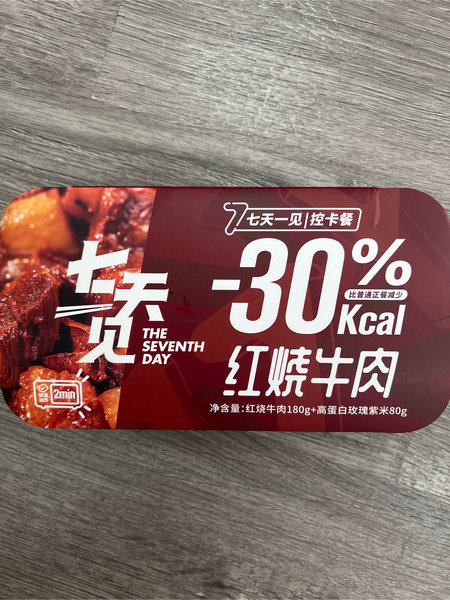 七天一见|控卡餐
-30%
比普通正餐减少
Kcal
七天见
THE
SEVENTH
DAY
红烧牛肉
2min
净含量:红烧牛肉180g+高蛋白玫瑰紫米80g